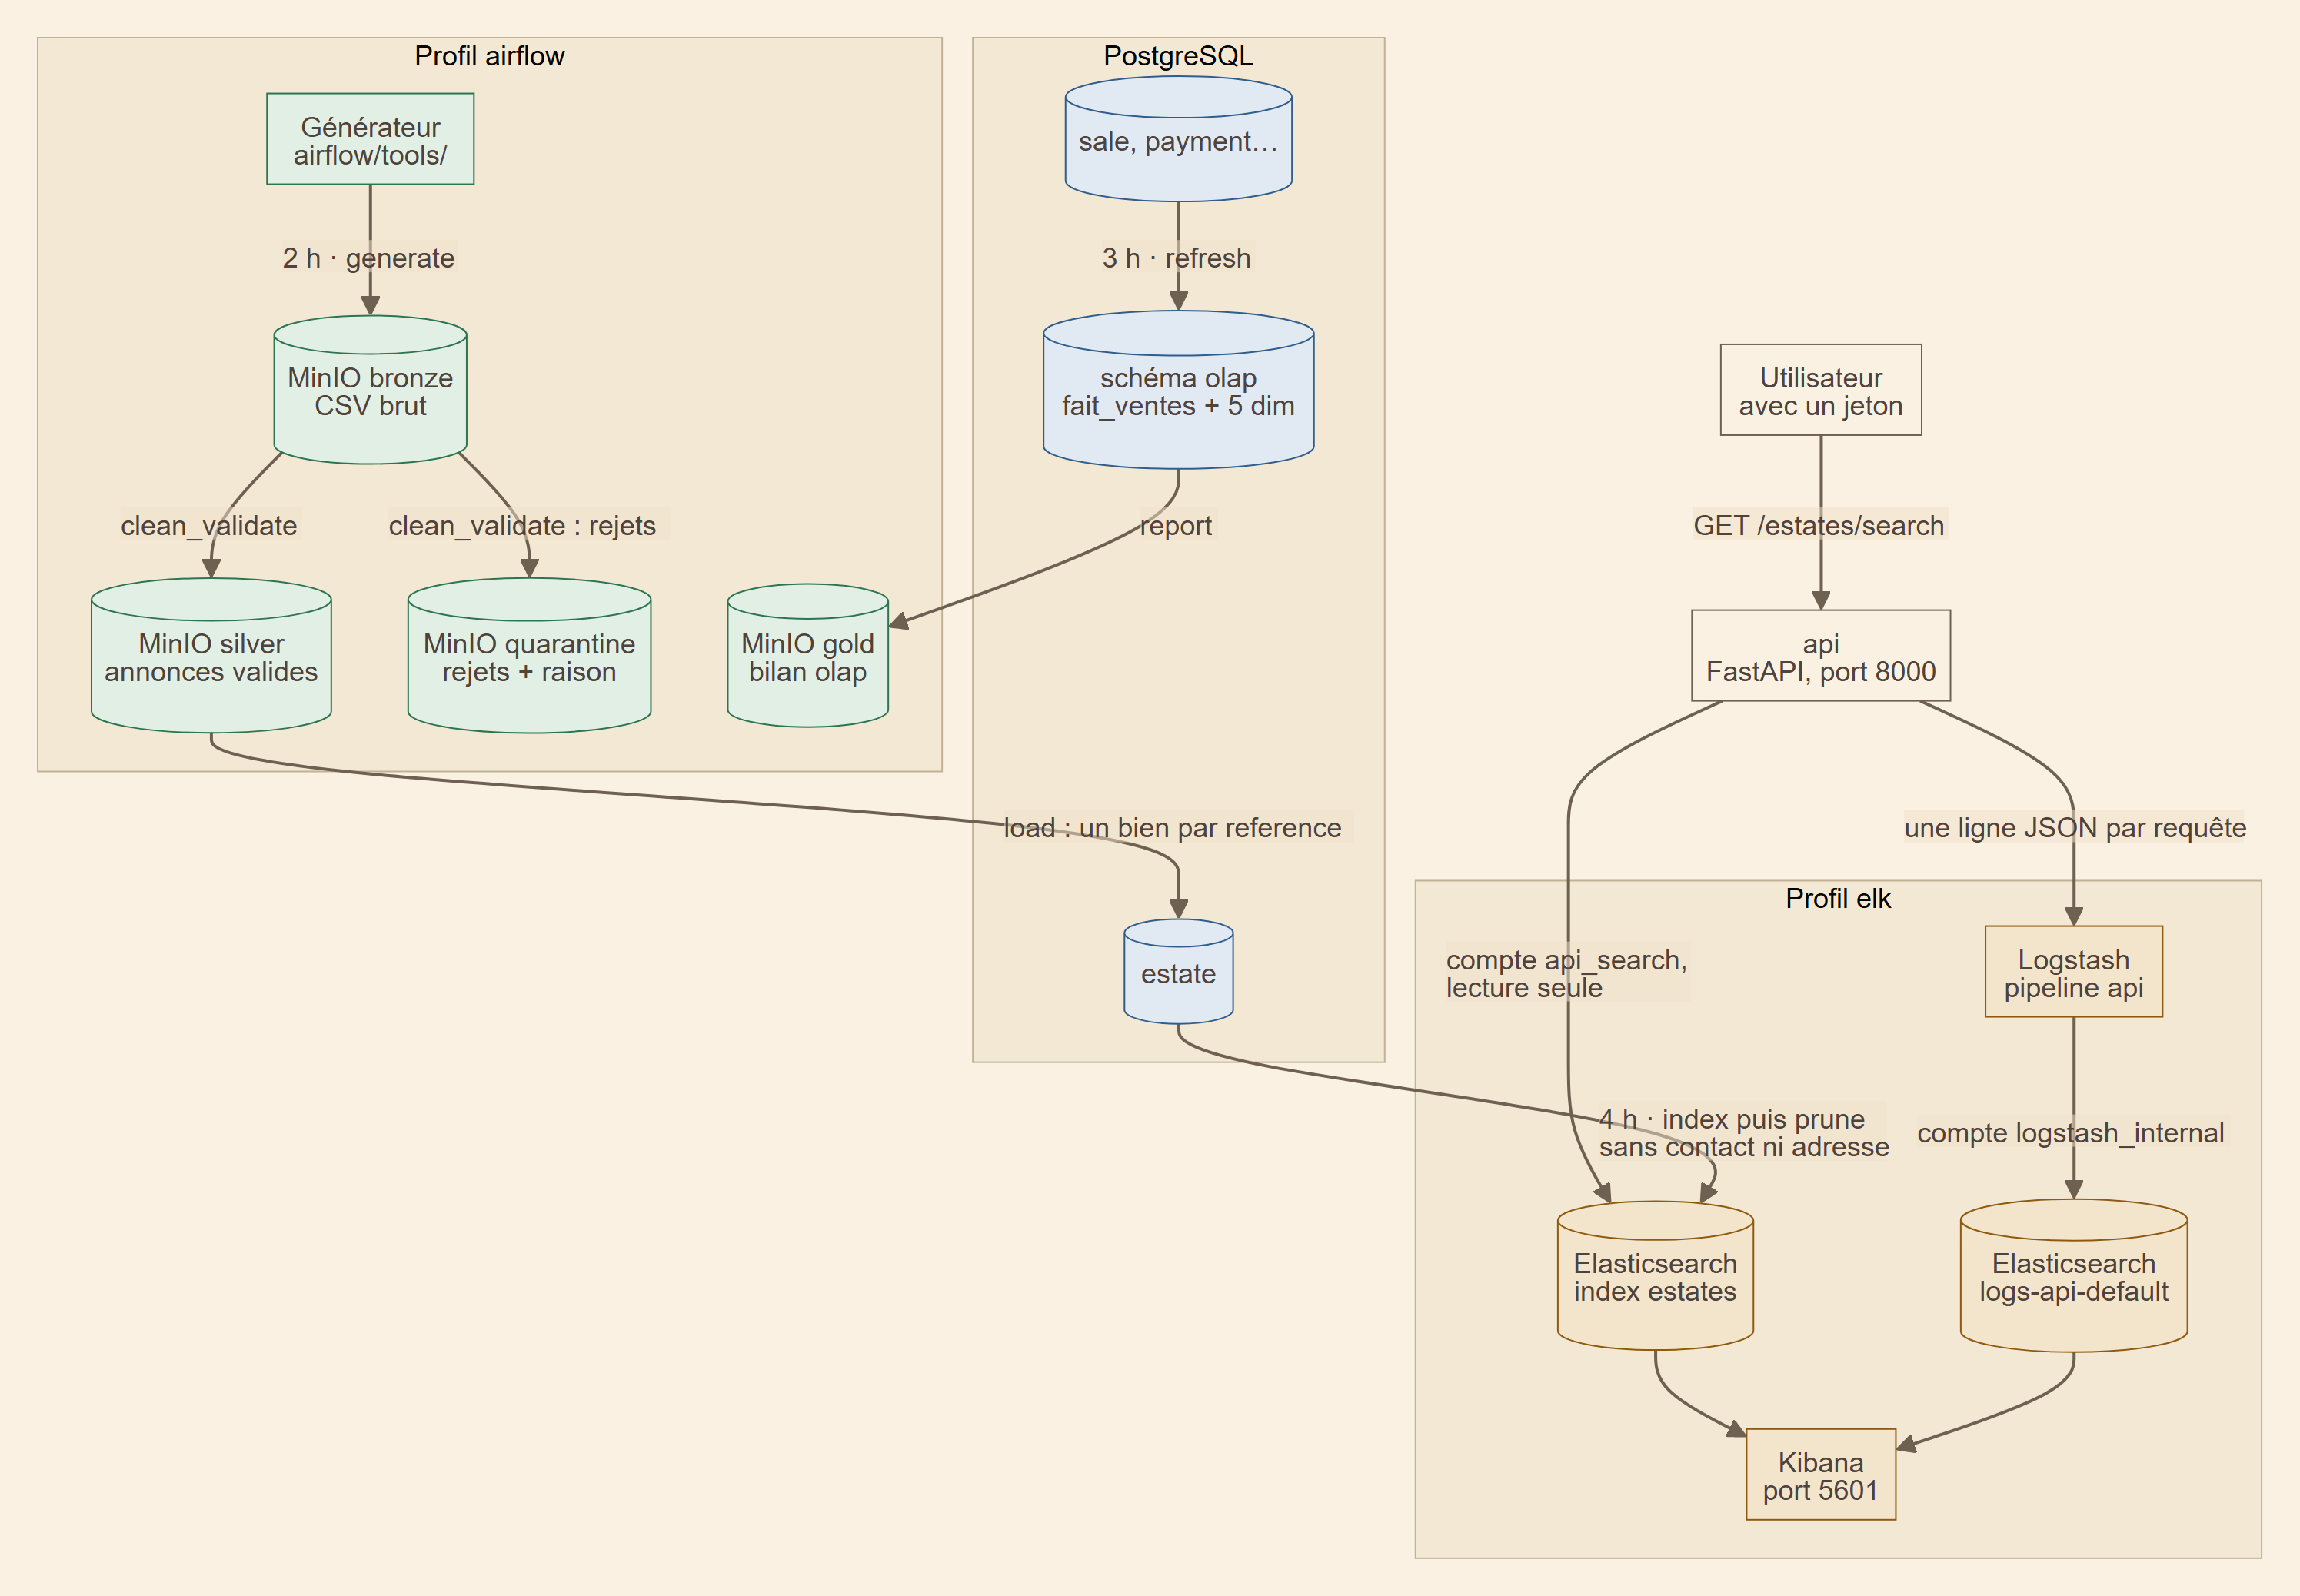 Profil airflow
Générateur
airflow/tools/
2 h · generate
MinIO bronze
CSV brut
clean_validate
clean_validate : rejets
MinIO silver
annonces valides
MinIO quarantine
rejets + raison
MinIO gold
bilan olap
PostgreSQL
sale, payment…
3 h · refresh
schéma olap
fait_ventes + 5 dim
report
load : un bien par reference
estate
Utilisateur
avec un jeton
GET /estates/search
api
FastAPI, port 8000
une ligne JSON par requête
Profil elk
compte api_search,
lecture seule
Logstash
pipeline api
4 h · index puis prune
sans contact ni adresse
compte logstash_internal
Elasticsearch
index estates
Elasticsearch
logs-api-default
Kibana
port 5601